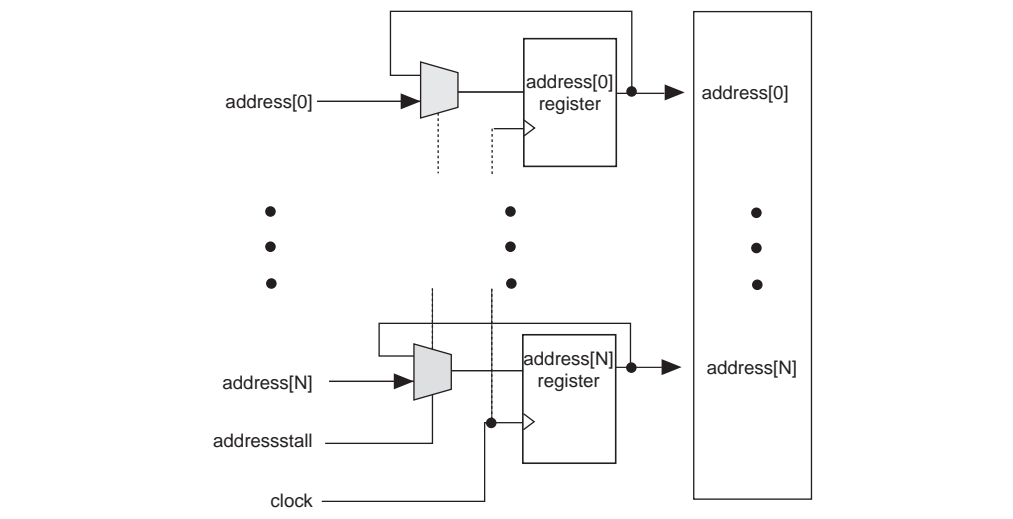 address[0]
address[0]
register
address[0]
address[N]
address[N]
register
address[N]
addressstall
clock